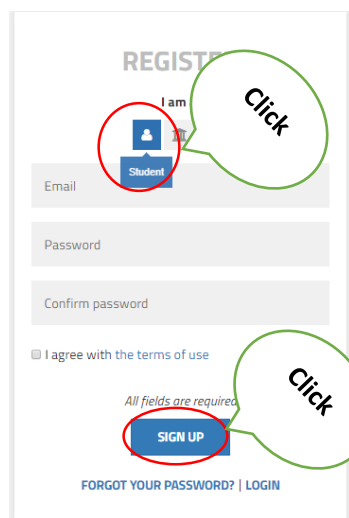 REGISTE
I am
Click
Student
Email
Password
Confirm password
I agree with the terms of use
All fields are required
Click
SIGN UP
FORGOT YOUR PASSWORD? | LOGIN